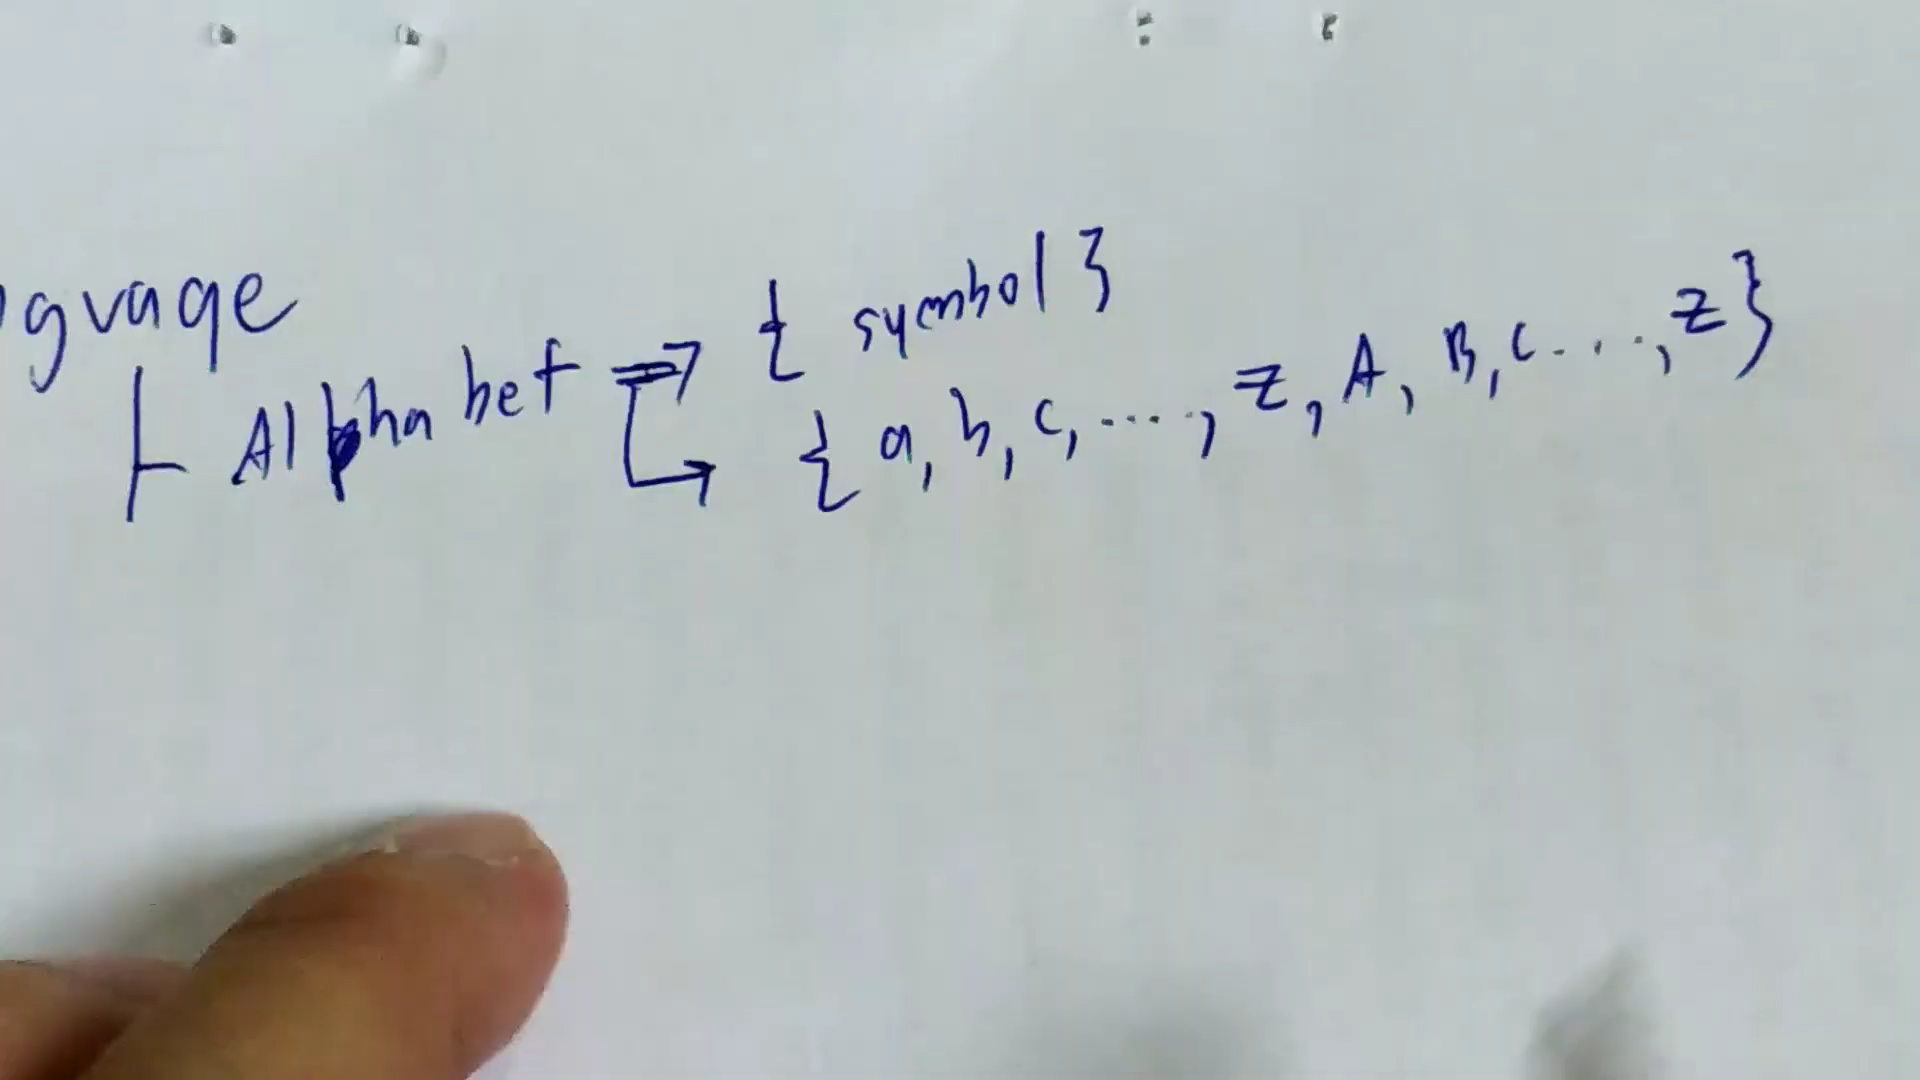 guage
Alphabet ⇒ { symbol }
↳ { a, b, c, ...., z, A, B, C ...., Z }